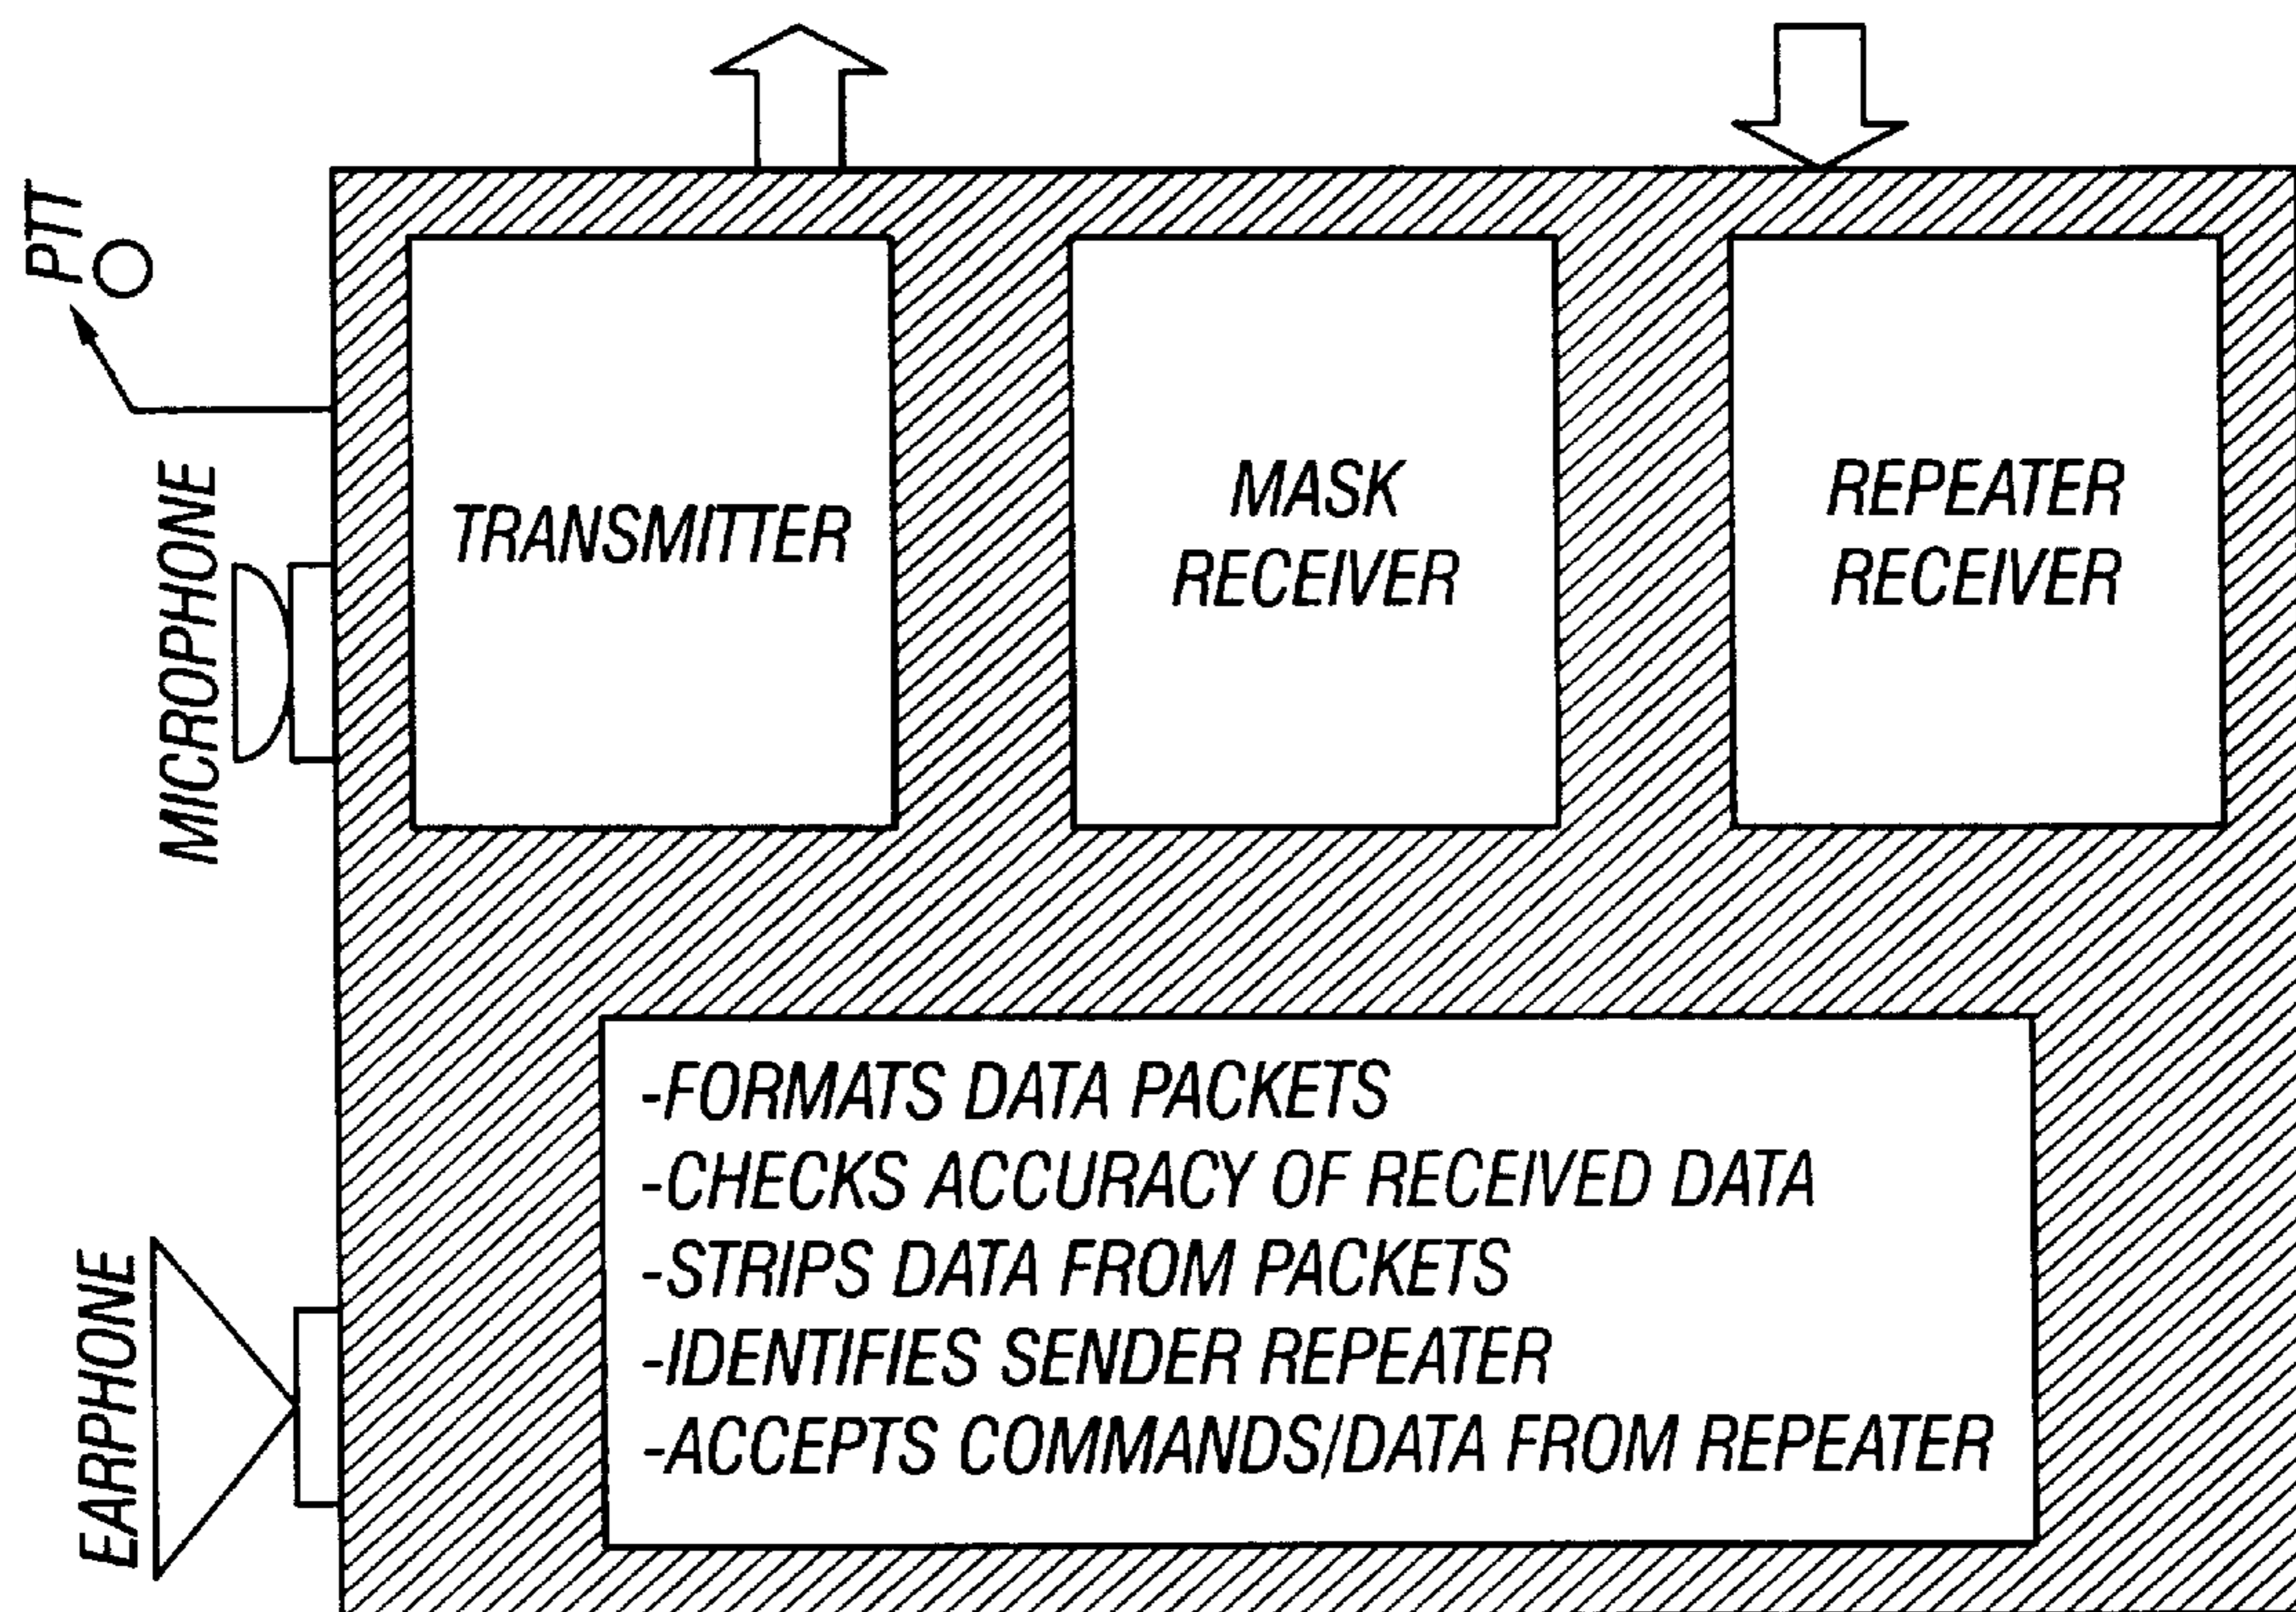 PTT
MICROPHONE
EARPHONE
TRANSMITTER
MASK
RECEIVER
REPEATER
RECEIVER
-FORMATS DATA PACKETS
-CHECKS ACCURACY OF RECEIVED DATA
-STRIPS DATA FROM PACKETS
-IDENTIFIES SENDER REPEATER
-ACCEPTS COMMANDS/DATA FROM REPEATER